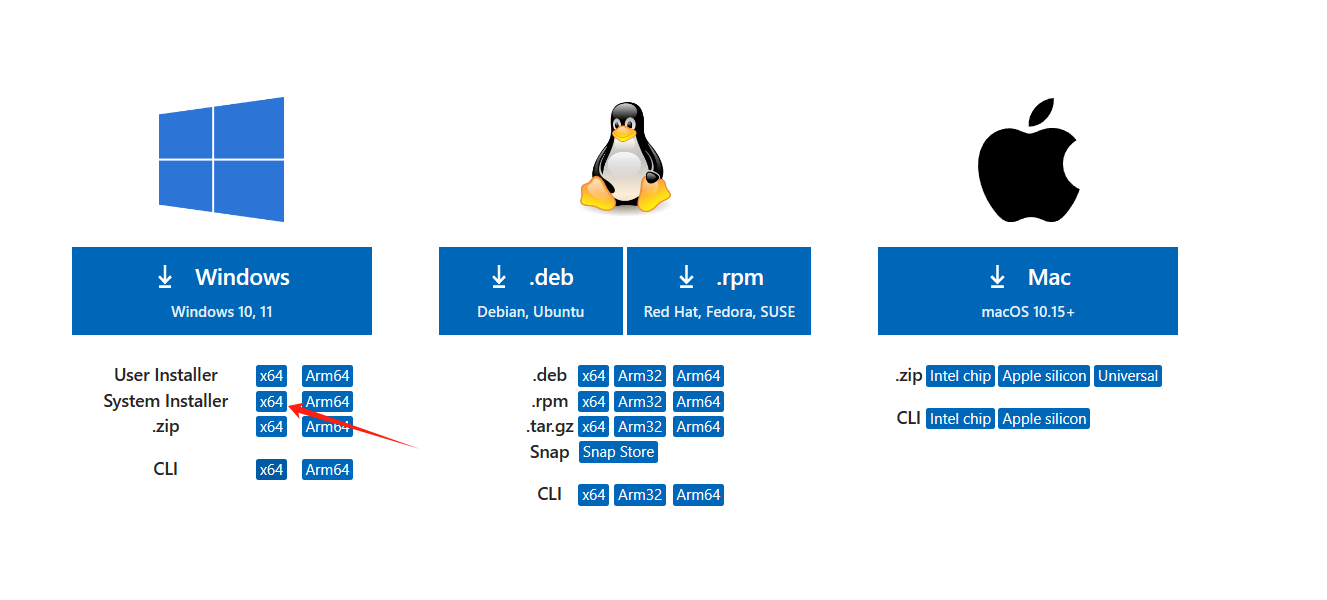 Windows
Windows 10, 11
User Installer x64 Arm64
System Installer x64 Arm64
.zip x64 Arm64
CLI x64 Arm64
.deb
Debian, Ubuntu
.rpm
Red Hat, Fedora, SUSE
.deb x64 Arm32 Arm64
.rpm x64 Arm32 Arm64
.tar.gz x64 Arm32 Arm64
Snap Snap Store
CLI x64 Arm32 Arm64
Mac
macOS 10.15+
.zip Intel chip Apple silicon Universal
CLI Intel chip Apple silicon